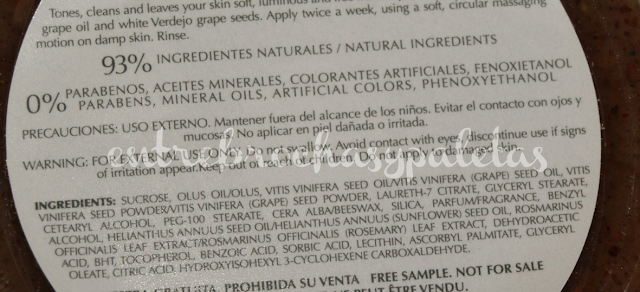 Tones, cleans and leaves your skin soft, luminous and
grape oil and white Verdejo grape seeds. Apply twice a week, using a soft, circular massaging
motion on damp skin. Rinse.
93% INGREDIENTES NATURALES / NATURAL INGREDIENTS
0% PARABENOS, ACEITES MINERALES, COLORANTES ARTIFICIALES, FENOXIETANOL
PARABENS, MINERAL OILS, ARTIFICIAL COLORS, PHENOXYETHANOL
PRECAUCIONES: USO EXTERNO. Mantener fuera del alcance de los niños. Evitar el contacto con ojos y
mucosas. No aplicar en piel dañada o irritada.
WARNING: FOR EXTERNAL USE ONLY. Do not swallow. Avoid contact with eyes, discontinue use if signs
of irritation appear. Keep out of reach of children. Do not apply to damaged skin.
entrebrochasypaletas
INGREDIENTS: SUCROSE, OLUS OIL/OLUS, VITIS VINIFERA SEED OIL/VITIS VINIFERA (GRAPE) SEED OIL, VITIS
VINIFERA SEED POWDER/VITIS VINIFERA (GRAPE) SEED POWDER, LAURETH-7 CITRATE, GLYCERYL STEARATE,
CETEARYL ALCOHOL, PEG-100 STEARATE, CERA ALBA/BEESWAX, SILICA, PARFUM/FRAGRANCE, BENZYL
ALCOHOL, HELIANTHUS ANNUUS SEED OIL/HELIANTHUS ANNUUS (SUNFLOWER) SEED OIL, ROSMARINUS
OFFICINALIS LEAF EXTRACT/ROSMARINUS OFFICINALIS (ROSEMARY) LEAF EXTRACT, DEHYDROACETIC
ACID, BHT, TOCOPHEROL, BENZOIC ACID, SORBIC ACID, LECITHIN, ASCORBYL PALMITATE, GLYCERYL
OLEATE, CITRIC ACID. HYDROXYISOHEXYL 3-CYCLOHEXENE CARBOXALDEHYDE.
GRATUITA. PROHIBIDA SU VENTA FREE SAMPLE. NOT FOR SALE
PEUT ÊTRE VENDU.